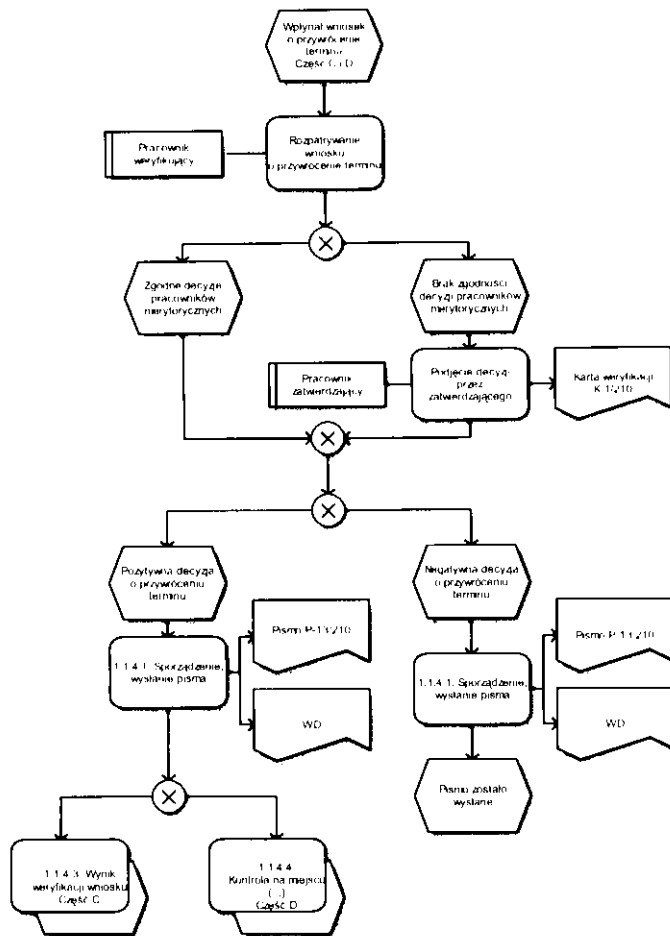 Wpłynął wniosek
o przywrócenie
terminu
Część C i D
Pracownik
weryfikujący
Rozpatrywanie
wniosku
o przywrócenie terminu
Zgodne decyzje
pracowników
merytorycznych
Brak zgodności
decyzji pracowników
merytorycznych
Pracownik
zatwierdzający
Podjęcie decyzji
przez
zatwierdzającego
Karta weryfikacji
K-1/210
Pozytywna decyzja
o przywróceniu
terminu
Negatywna decyzja
o przywróceniu
terminu
1.1.4.1. Sporządzenie,
wysłanie pisma
Pismo P-13/210
WD
1.1.4.1. Sporządzenie,
wysłanie pisma
Pismo P-13/210
WD
Pismo zostało
wysłane
1.1.4.3. Wynik
weryfikacji wniosku
Część C
1.1.4.4.
Kontrola na miejscu
(...)
Część D